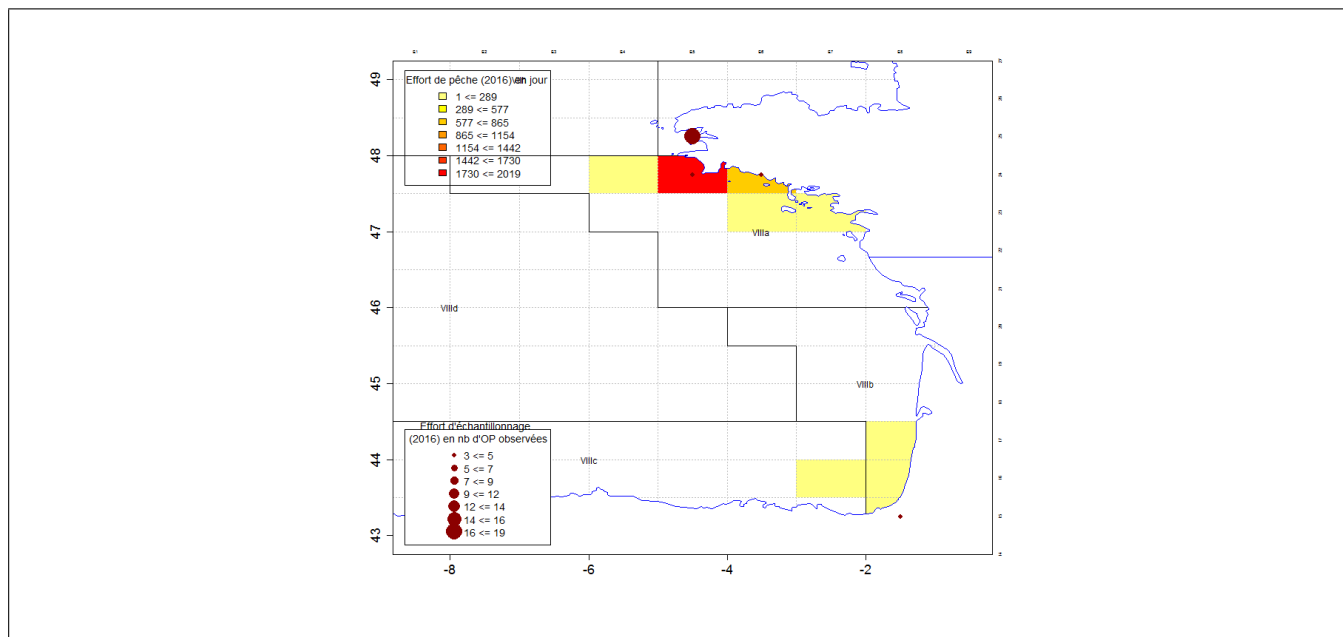 Effort de pêche (2016) en jour
1 <= 289
289 <= 577
577 <= 865
865 <= 1154
1154 <= 1442
1442 <= 1730
1730 <= 2019
49
48
47
46
45
44
43
VIIIa
VIIId
VIIIb
VIIIc
Effort d'échantillonnage
(2016) en nb d'OP observées
3 <= 5
5 <= 7
7 <= 9
9 <= 12
12 <= 14
14 <= 16
16 <= 19
-8
-6
-4
-2